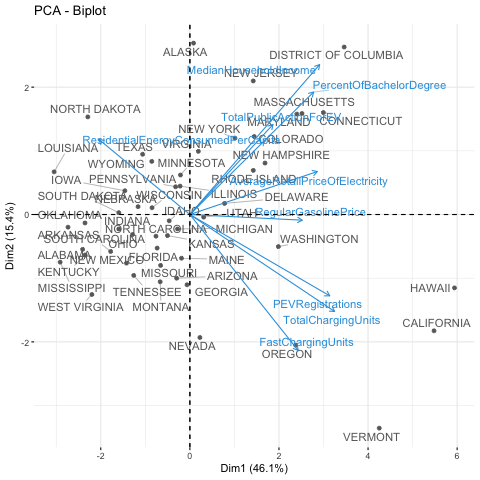 PCA - Biplot
ALASKA
DISTRICT OF COLUMBIA
MedianHouseholdIncome
NEW JERSEY
PercentOfBachelorDegree
MASSACHUSETTS
NORTH DAKOTA
TotalPublicActsForEV
MARYLAND
CONNECTICUT
NEW YORK
ResidentialEnergyConsumedPerCapita
COLORADO
LOUISIANA
TEXAS
VIRGINIA
NEW HAMPSHIRE
WYOMING
MINNESOTA
RHODE ISLAND
IOWA
PENNSYLVANIA
AverageRetailPriceOfElectricity
SOUTH DAKOTA
WISCONSIN
ILLINOIS
DELAWARE
NEBRASKA
IDAHO
UTAH
RegularGasolinePrice
OKLAHOMA
INDIANA
NORTH CAROLINA
MICHIGAN
ARKANSAS
SOUTH CAROLINA
OHIO
KANSAS
WASHINGTON
ALABAMA
NEW MEXICO
FLORIDA
MAINE
KENTUCKY
MISSOURI
ARIZONA
MISSISSIPPI
TENNESSEE
GEORGIA
HAWAII
WEST VIRGINIA
MONTANA
PEVRegistrations
TotalChargingUnits
CALIFORNIA
NEVADA
FastChargingUnits
OREGON
VERMONT
2
0
-2
Dim2 (15.4%)
-2 0 2 4 6
Dim1 (46.1%)